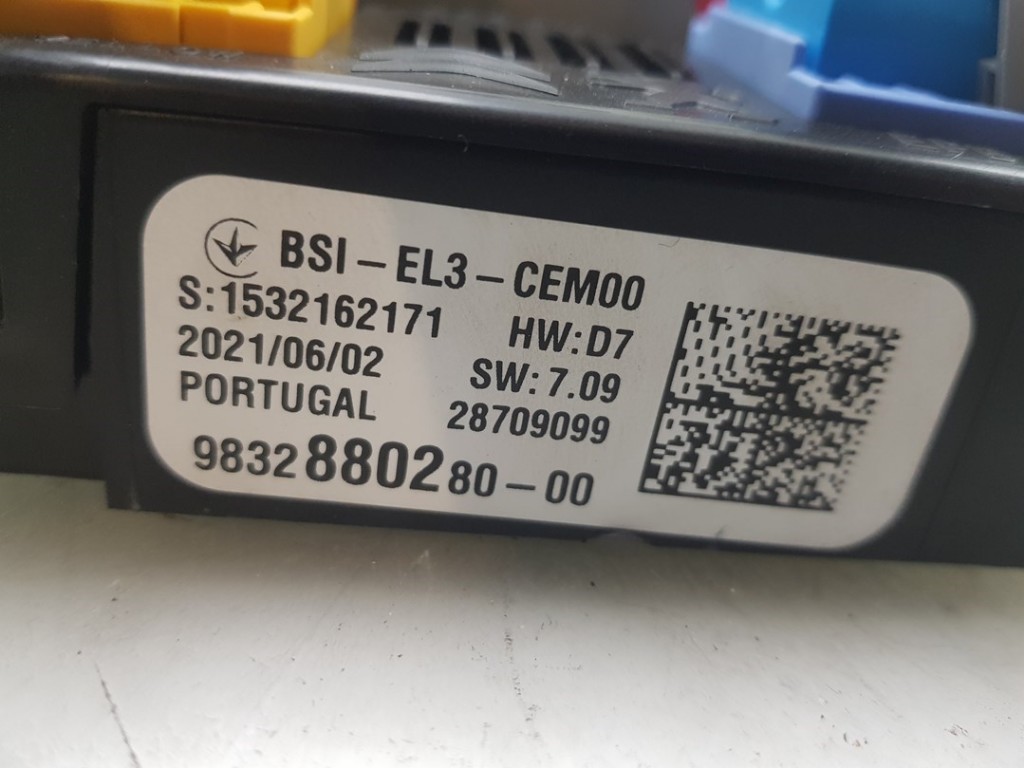 BSI-EL3-CEM00
S:1532162171 HW:D7
2021/06/02 SW:7.09
PORTUGAL 28709099
9832880280-00